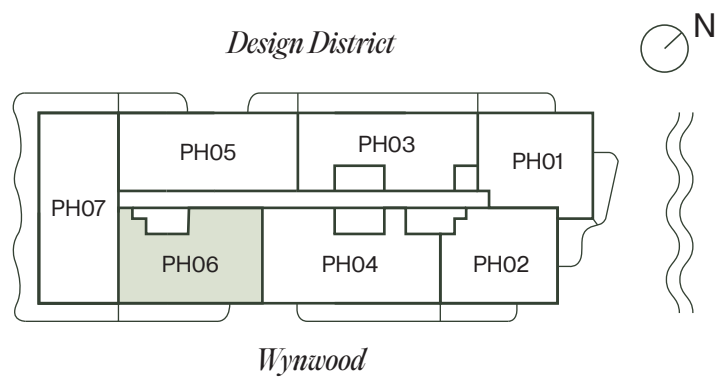 N
Design District
PH05
PH03
PH01
PH07
PH06
PH04
PH02
Wynwood